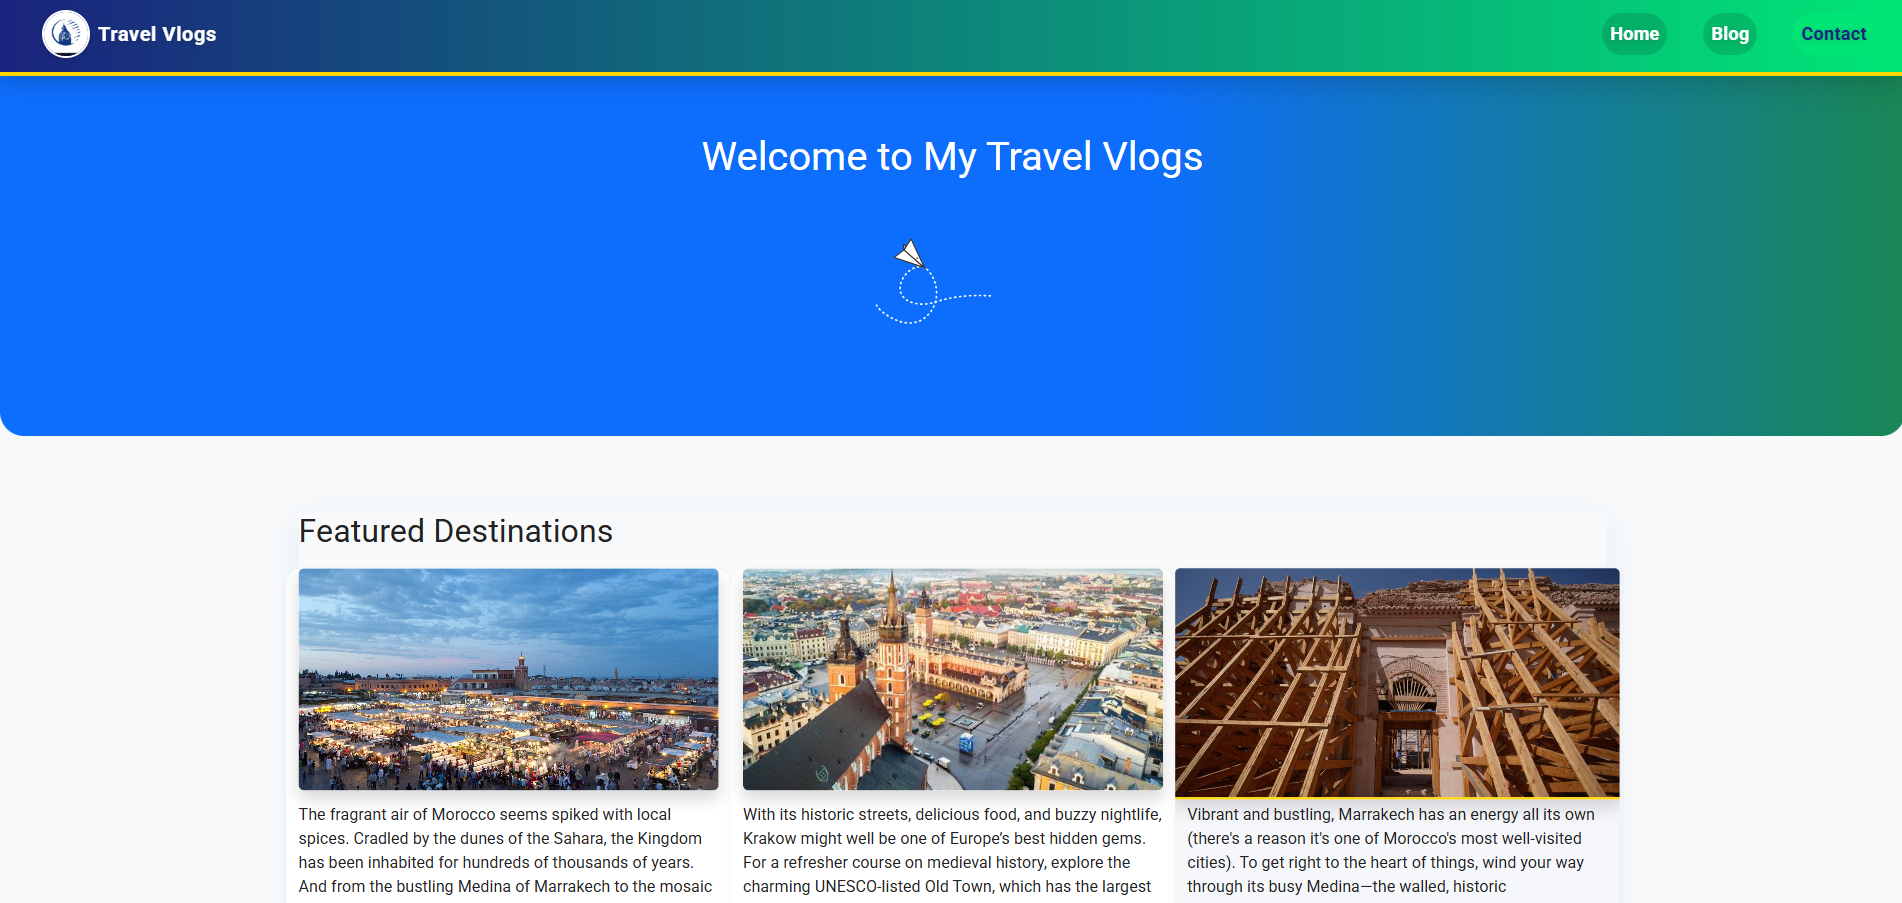 Travel Vlogs
Home
Blog
Contact
Welcome to My Travel Vlogs
Featured Destinations
The fragrant air of Morocco seems spiked with local
spices. Cradled by the dunes of the Sahara, the Kingdom
has been inhabited for hundreds of thousands of years.
And from the bustling Medina of Marrakech to the mosaic
With its historic streets, delicious food, and buzzy nightlife,
Krakow might well be one of Europe’s best hidden gems.
For a refresher course on medieval history, explore the
charming UNESCO-listed Old Town, which has the largest
Vibrant and bustling, Marrakech has an energy all its own
(there's a reason it's one of Morocco's most well-visited
cities). To get right to the heart of things, wind your way
through its busy Medina—the walled, historic